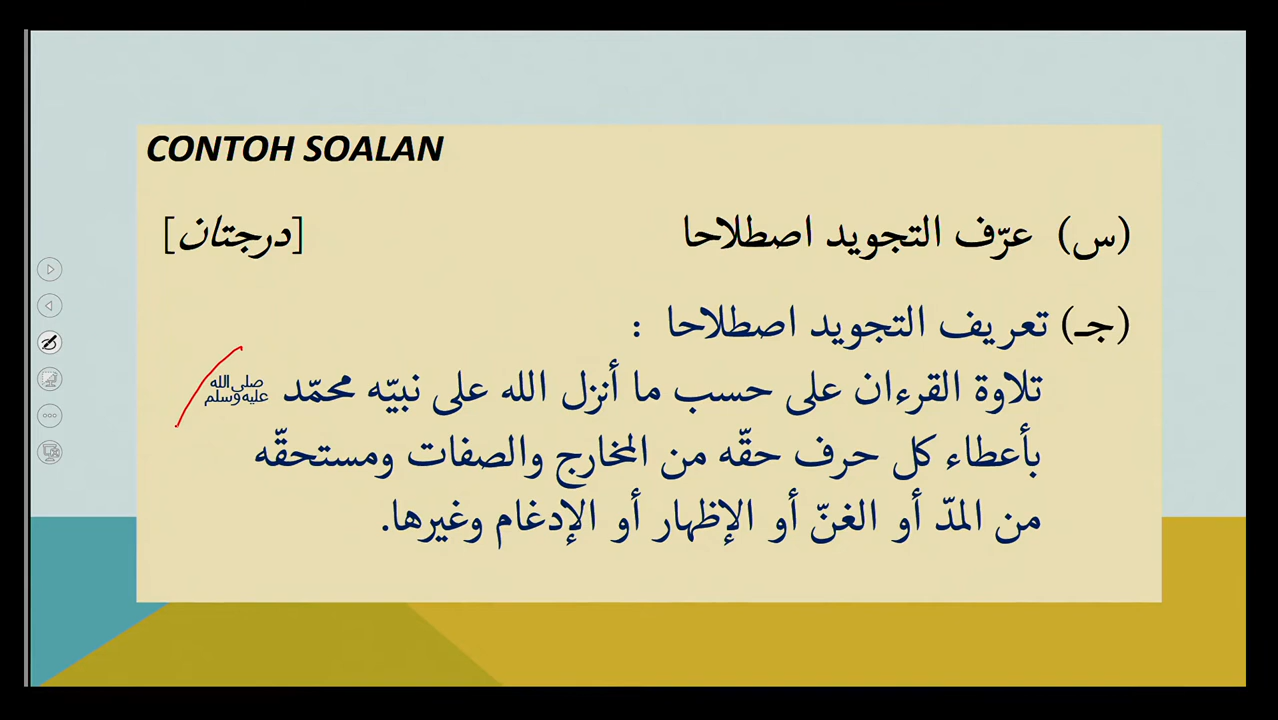 CONTOH SOALAN
(س) عرّف التجويد اصطلاحا [درجتان]
(جـ) تعريف التجويد اصطلاحا :
تلاوة القرءان على حسب ما أنزل الله على نبيّه محمّد ﷺ
بأعطاء كل حرف حقّه من المخارج والصفات ومستحقّه
من المدّ أو الغنّ أو الإظهار أو الإدغام وغيرها.